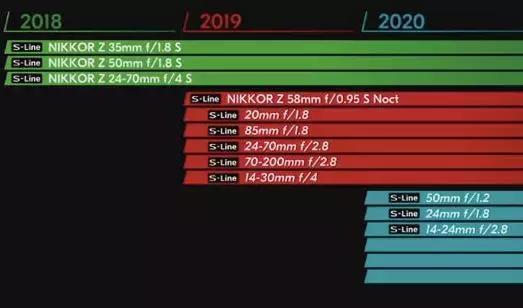 2018 2019 2020
S-Line NIKKOR Z 35mm f/1.8 S
S-Line NIKKOR Z 50mm f/1.8 S
S-Line NIKKOR Z 24-70mm f/4 S
S-Line NIKKOR Z 58mm f/0.95 S Noct
S-Line 20mm f/1.8
S-Line 85mm f/1.8
S-Line 24-70mm f/2.8
S-Line 70-200mm f/2.8
S-Line 14-30mm f/4
S-Line 50mm f/1.2
S-Line 24mm f/1.8
S-Line 14-24mm f/2.8